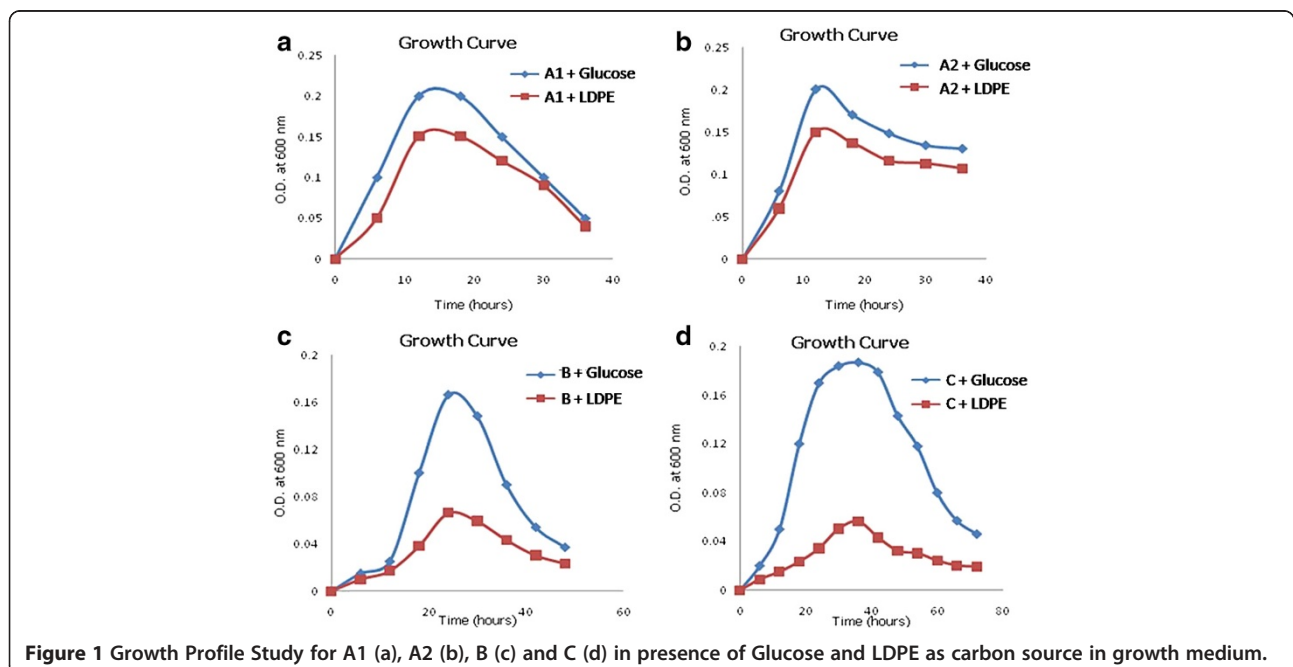 a
Growth Curve
0.25
0.2
0.15
0.1
0.05
0
O.D. at 600 nm
A1 + Glucose
A1 + LDPE
0 10 20 30 40
Time (hours)
b
Growth Curve
0.25
0.2
0.15
0.1
.05
0
O.D. at 600 nm
A2 + Glucose
A2 + LDPE
0 10 20 30 40
Time (hours)
c
Growth Curve
0.2
0.16
0.12
0.08
0.04
0
O.D. at 600 nm
B + Glucose
B + LDPE
0 20 40 60
Time (hours)
d
Growth Curve
0.2
0.16
0.12
0.08
0.04
0
O.D. at 600 nm
C + Glucose
C + LDPE
0 20 40 60 80
Time (hours)
Figure 1 Growth Profile Study for A1 (a), A2 (b), B (c) and C (d) in presence of Glucose and LDPE as carbon source in growth medium.